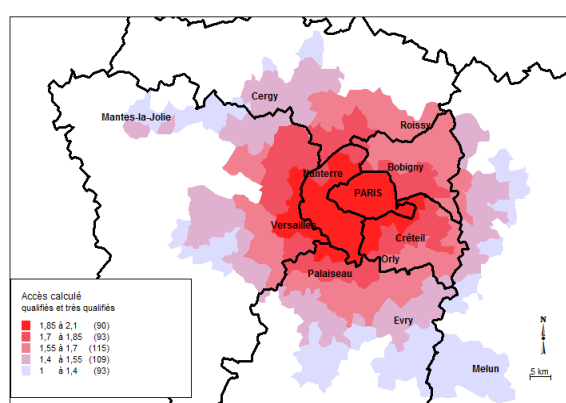 Cergy
Mantes-la-Jolie
Roissy
Nanterre
Bobigny
PARIS
Versailles
Créteil
Orly
Palaiseau
Evry
Melun
N
5 km
Accès calculé
qualifiés et très qualifiés
1,85 à 2,1 (90)
1,7 à 1,85 (93)
1,55 à 1,7 (115)
1,4 à 1,55 (109)
1 à 1,4 (93)